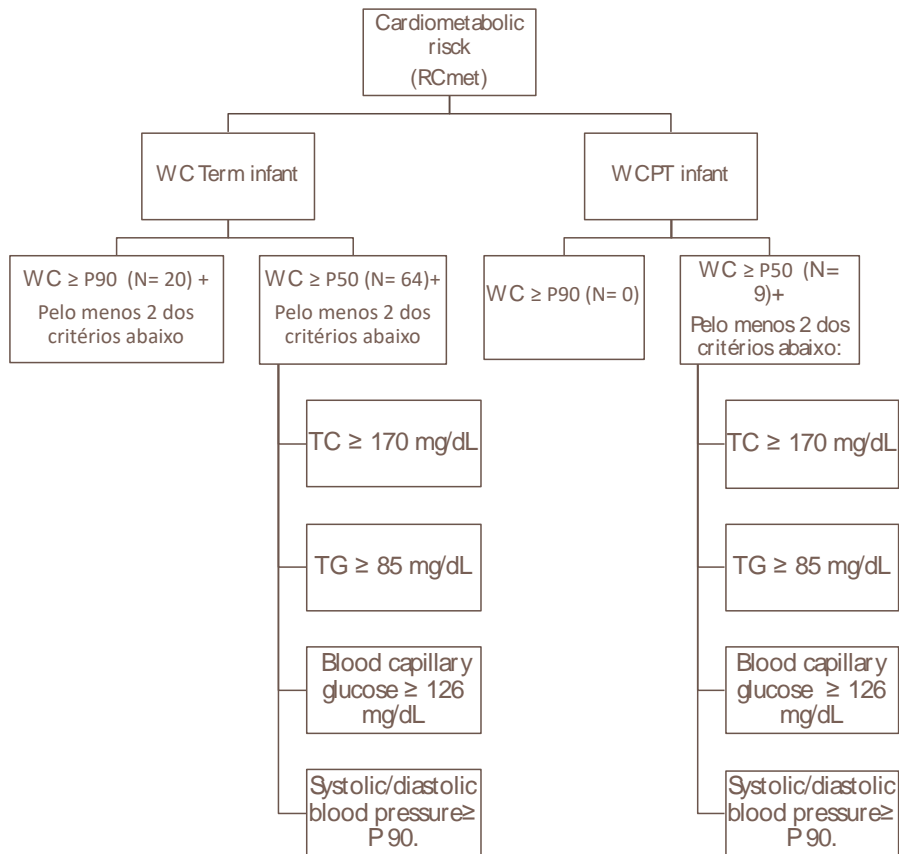 Cardiometabolic
risck
(RCmet)
WC Term infant
WCPT infant
WC ≥ P90 (N= 20) +
Pelo menos 2 dos
critérios abaixo
WC ≥ P50 (N= 64)+
Pelo menos 2 dos
critérios abaixo
WC ≥ P90 (N= 0)
WC ≥ P50 (N=
9)+
Pelo menos 2 dos
critérios abaixo:
TC ≥ 170 mg/dL
TC ≥ 170 mg/dL
TG ≥ 85 mg/dL
TG ≥ 85 mg/dL
Blood capillary
glucose ≥ 126
mg/dL
Blood capillary
glucose ≥ 126
mg/dL
Systolic/diastolic
blood pressure≥
P 90.
Systolic/diastolic
blood pressure≥
P 90.